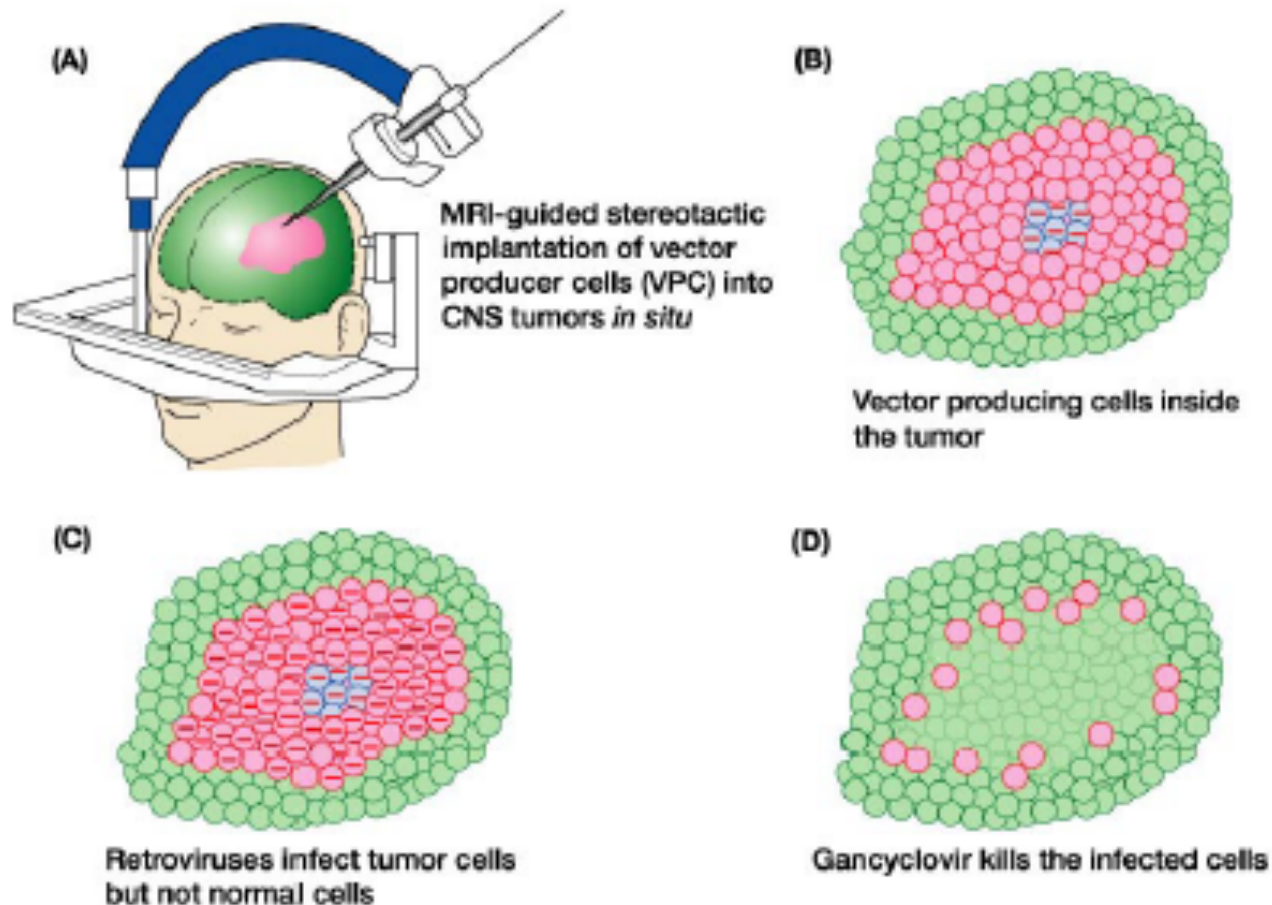 (A)
MRI-guided stereotactic
implantation of vector
producer cells (VPC) into
CNS tumors in situ
(B)
Vector producing cells inside
the tumor
(C)
Retroviruses infect tumor cells
but not normal cells
(D)
Gancyclovir kills the infected cells